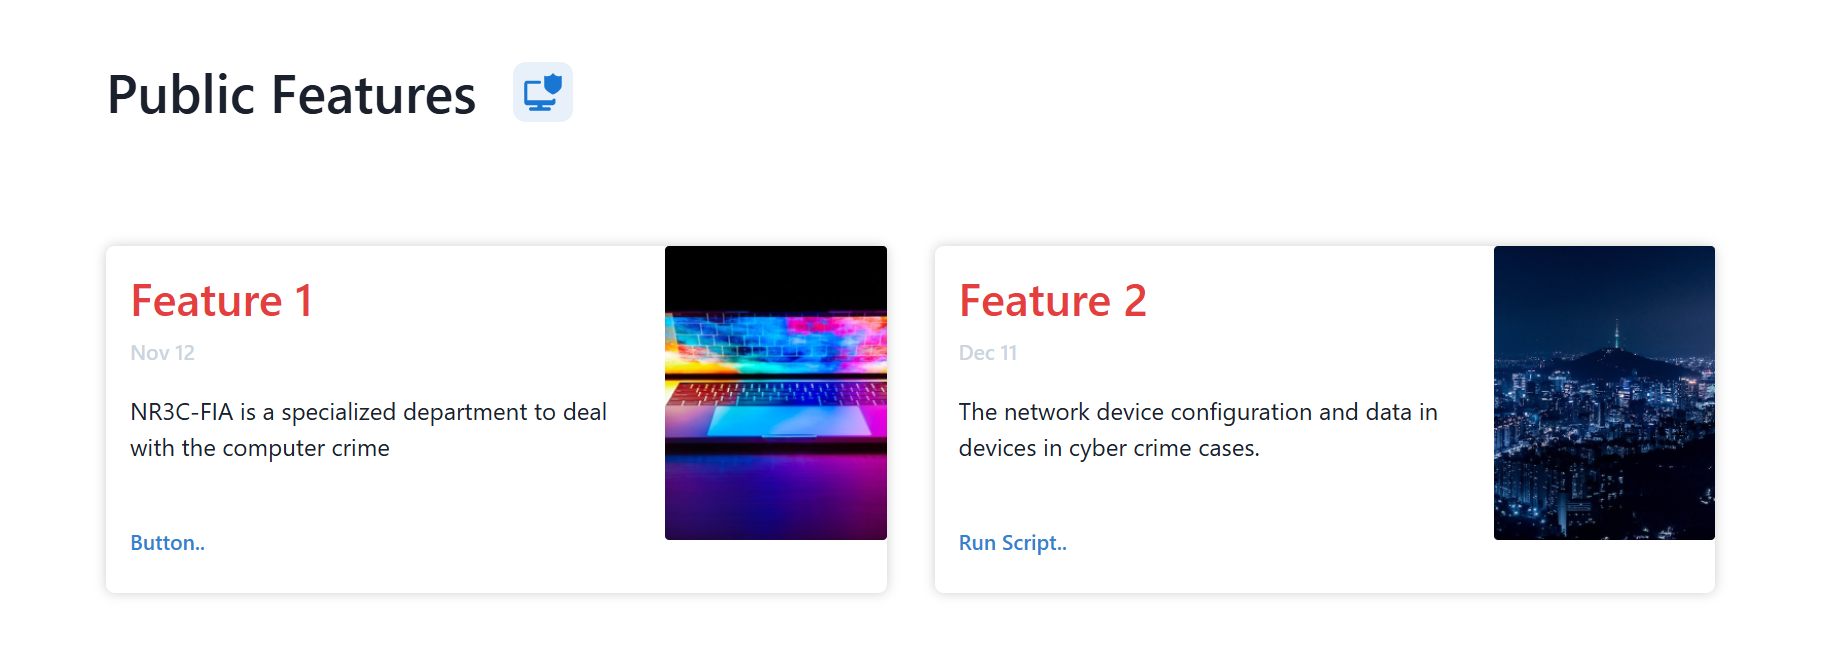 Public Features
Feature 1
Nov 12
NR3C-FIA is a specialized department to deal
with the computer crime
Button..
Feature 2
Dec 11
The network device configuration and data in
devices in cyber crime cases.
Run Script..